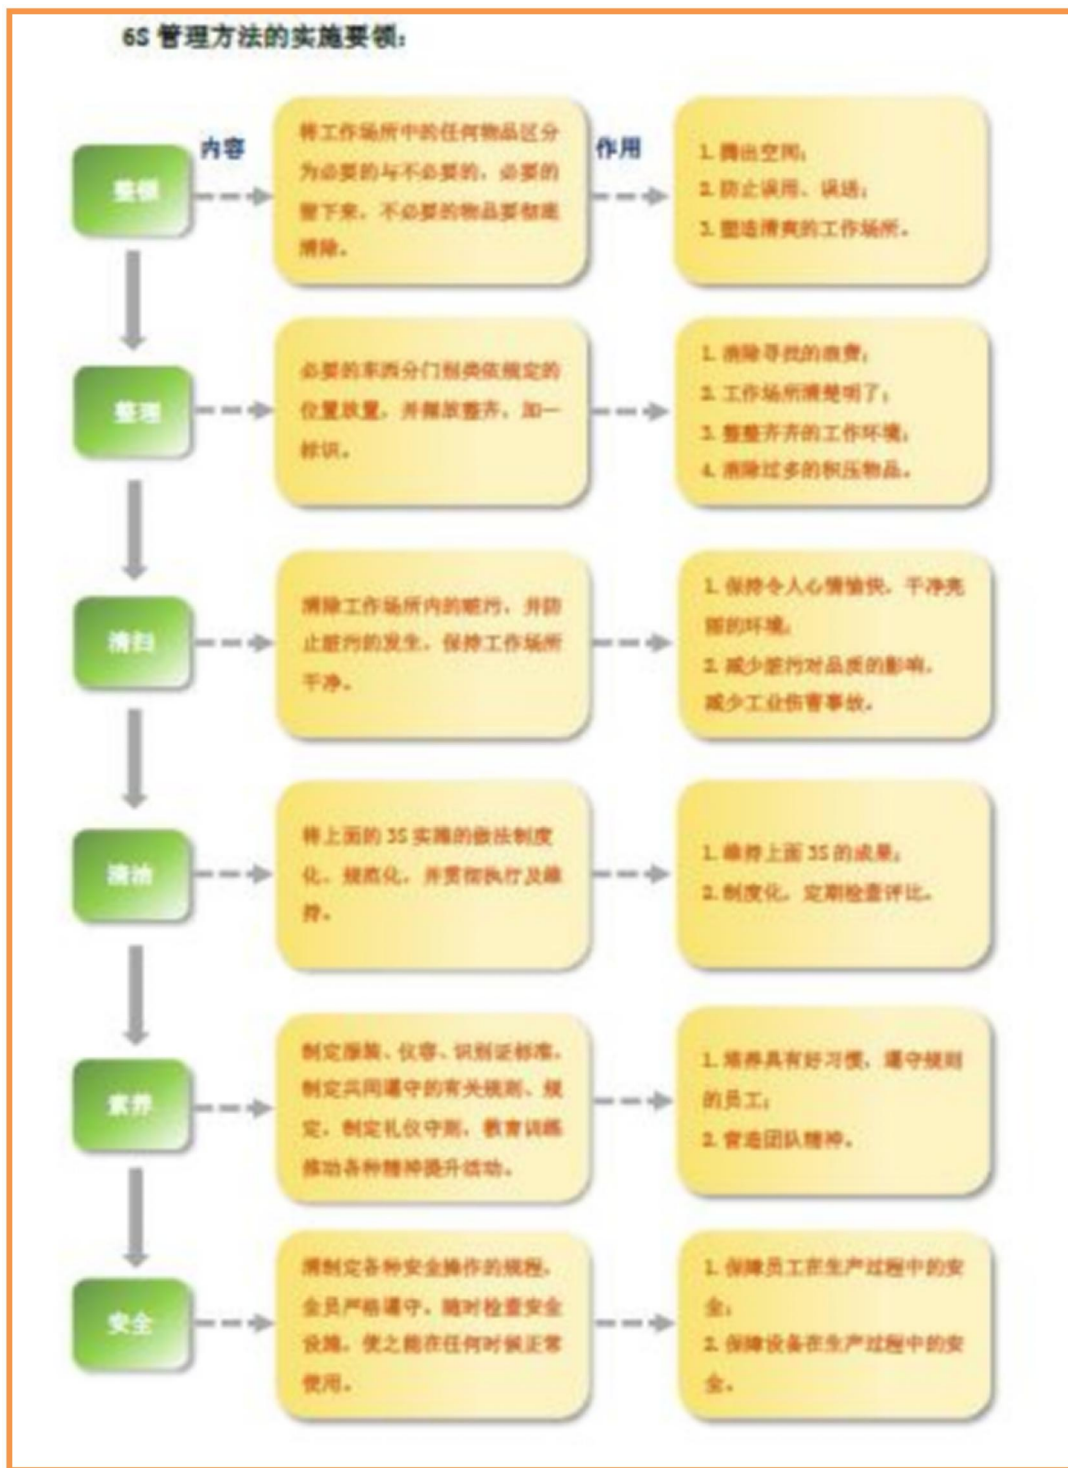 6S 管理方法的实施要领：
内容
作用
整顿
将工作场所中的任何物品区分
为必要的与不必要的，必要的
留下来，不必要的物品要彻底
清除。
1. 腾出空间；
2. 防止误用、误送；
3. 塑造清爽的工作场所。
整理
必要的东西分门别类依规定的
位置放置，并摆放整齐，加一
标识。
1. 消除寻找的浪费；
2. 工作场所清楚明了；
3. 整整齐齐的工作环境；
4. 消除过多的积压物品。
清扫
清除工作场所内的脏污，并防
止脏污的发生，保持工作场所
干净。
1. 保持令人心情愉快，干净亮
丽的环境；
2. 减少脏污对品质的影响，
减少工业伤害事故。
清洁
将上面的 3S 实施的做法制度
化、规范化，并贯彻执行及维
持。
1. 维持上面 3S 的成果；
2. 制度化，定期检查评比。
素养
制定服装、仪容、识别证标准，
制定共同遵守的有关规则、规
定，制定礼仪守则，教育训练
推动各种精神提升活动。
1. 培养具有好习惯，遵守规则
的员工；
2. 营造团队精神。
安全
清制定各种安全操作的规程，
全员严格遵守，随时检查安全
设施，使之能在任何时候正常
使用。
1. 保障员工在生产过程中的安
全；
2. 保障设备在生产过程中的安
全。